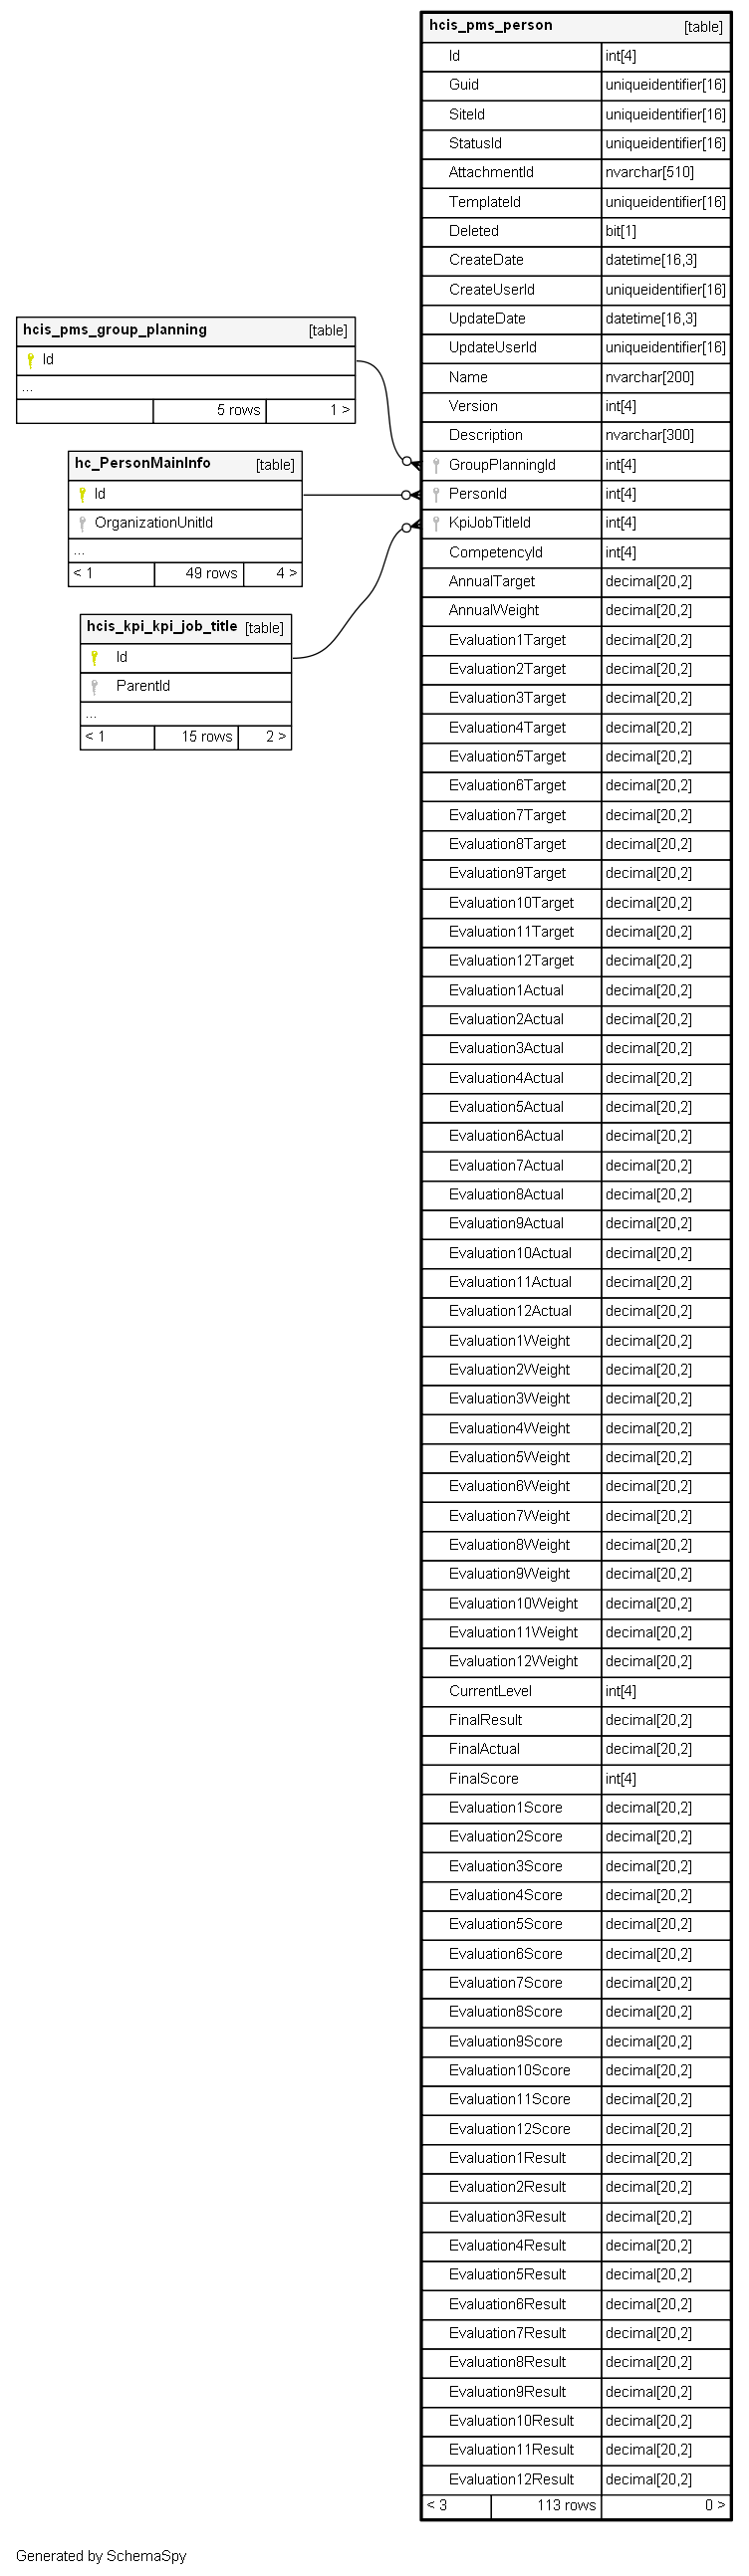 hcis_pms_person [table]
Id int[4]
Guid uniqueidentifier[16]
SiteId uniqueidentifier[16]
StatusId uniqueidentifier[16]
AttachmentId nvarchar[510]
TemplateId uniqueidentifier[16]
Deleted bit[1]
CreateDate datetime[16,3]
CreateUserId uniqueidentifier[16]
UpdateDate datetime[16,3]
UpdateUserId uniqueidentifier[16]
Name nvarchar[200]
Version int[4]
Description nvarchar[300]
GroupPlanningId int[4]
PersonId int[4]
KpiJobTitleId int[4]
CompetencyId int[4]
AnnualTarget decimal[20,2]
AnnualWeight decimal[20,2]
Evaluation1Target decimal[20,2]
Evaluation2Target decimal[20,2]
Evaluation3Target decimal[20,2]
Evaluation4Target decimal[20,2]
Evaluation5Target decimal[20,2]
Evaluation6Target decimal[20,2]
Evaluation7Target decimal[20,2]
Evaluation8Target decimal[20,2]
Evaluation9Target decimal[20,2]
Evaluation10Target decimal[20,2]
Evaluation11Target decimal[20,2]
Evaluation12Target decimal[20,2]
Evaluation1Actual decimal[20,2]
Evaluation2Actual decimal[20,2]
Evaluation3Actual decimal[20,2]
Evaluation4Actual decimal[20,2]
Evaluation5Actual decimal[20,2]
Evaluation6Actual decimal[20,2]
Evaluation7Actual decimal[20,2]
Evaluation8Actual decimal[20,2]
Evaluation9Actual decimal[20,2]
Evaluation10Actual decimal[20,2]
Evaluation11Actual decimal[20,2]
Evaluation12Actual decimal[20,2]
Evaluation1Weight decimal[20,2]
Evaluation2Weight decimal[20,2]
Evaluation3Weight decimal[20,2]
Evaluation4Weight decimal[20,2]
Evaluation5Weight decimal[20,2]
Evaluation6Weight decimal[20,2]
Evaluation7Weight decimal[20,2]
Evaluation8Weight decimal[20,2]
Evaluation9Weight decimal[20,2]
Evaluation10Weight decimal[20,2]
Evaluation11Weight decimal[20,2]
Evaluation12Weight decimal[20,2]
CurrentLevel int[4]
FinalResult decimal[20,2]
FinalActual decimal[20,2]
FinalScore int[4]
Evaluation1Score decimal[20,2]
Evaluation2Score decimal[20,2]
Evaluation3Score decimal[20,2]
Evaluation4Score decimal[20,2]
Evaluation5Score decimal[20,2]
Evaluation6Score decimal[20,2]
Evaluation7Score decimal[20,2]
Evaluation8Score decimal[20,2]
Evaluation9Score decimal[20,2]
Evaluation10Score decimal[20,2]
Evaluation11Score decimal[20,2]
Evaluation12Score decimal[20,2]
Evaluation1Result decimal[20,2]
Evaluation2Result decimal[20,2]
Evaluation3Result decimal[20,2]
Evaluation4Result decimal[20,2]
Evaluation5Result decimal[20,2]
Evaluation6Result decimal[20,2]
Evaluation7Result decimal[20,2]
Evaluation8Result decimal[20,2]
Evaluation9Result decimal[20,2]
Evaluation10Result decimal[20,2]
Evaluation11Result decimal[20,2]
Evaluation12Result decimal[20,2]
< 3 113 rows 0 >
hcis_pms_group_planning [table]
Id
...
5 rows 1 >
hc_PersonMainInfo [table]
Id
OrganizationUnitId
...
< 1 49 rows 4 >
hcis_kpi_kpi_job_title [table]
Id
ParentId
...
< 1 15 rows 2 >
Generated by SchemaSpy